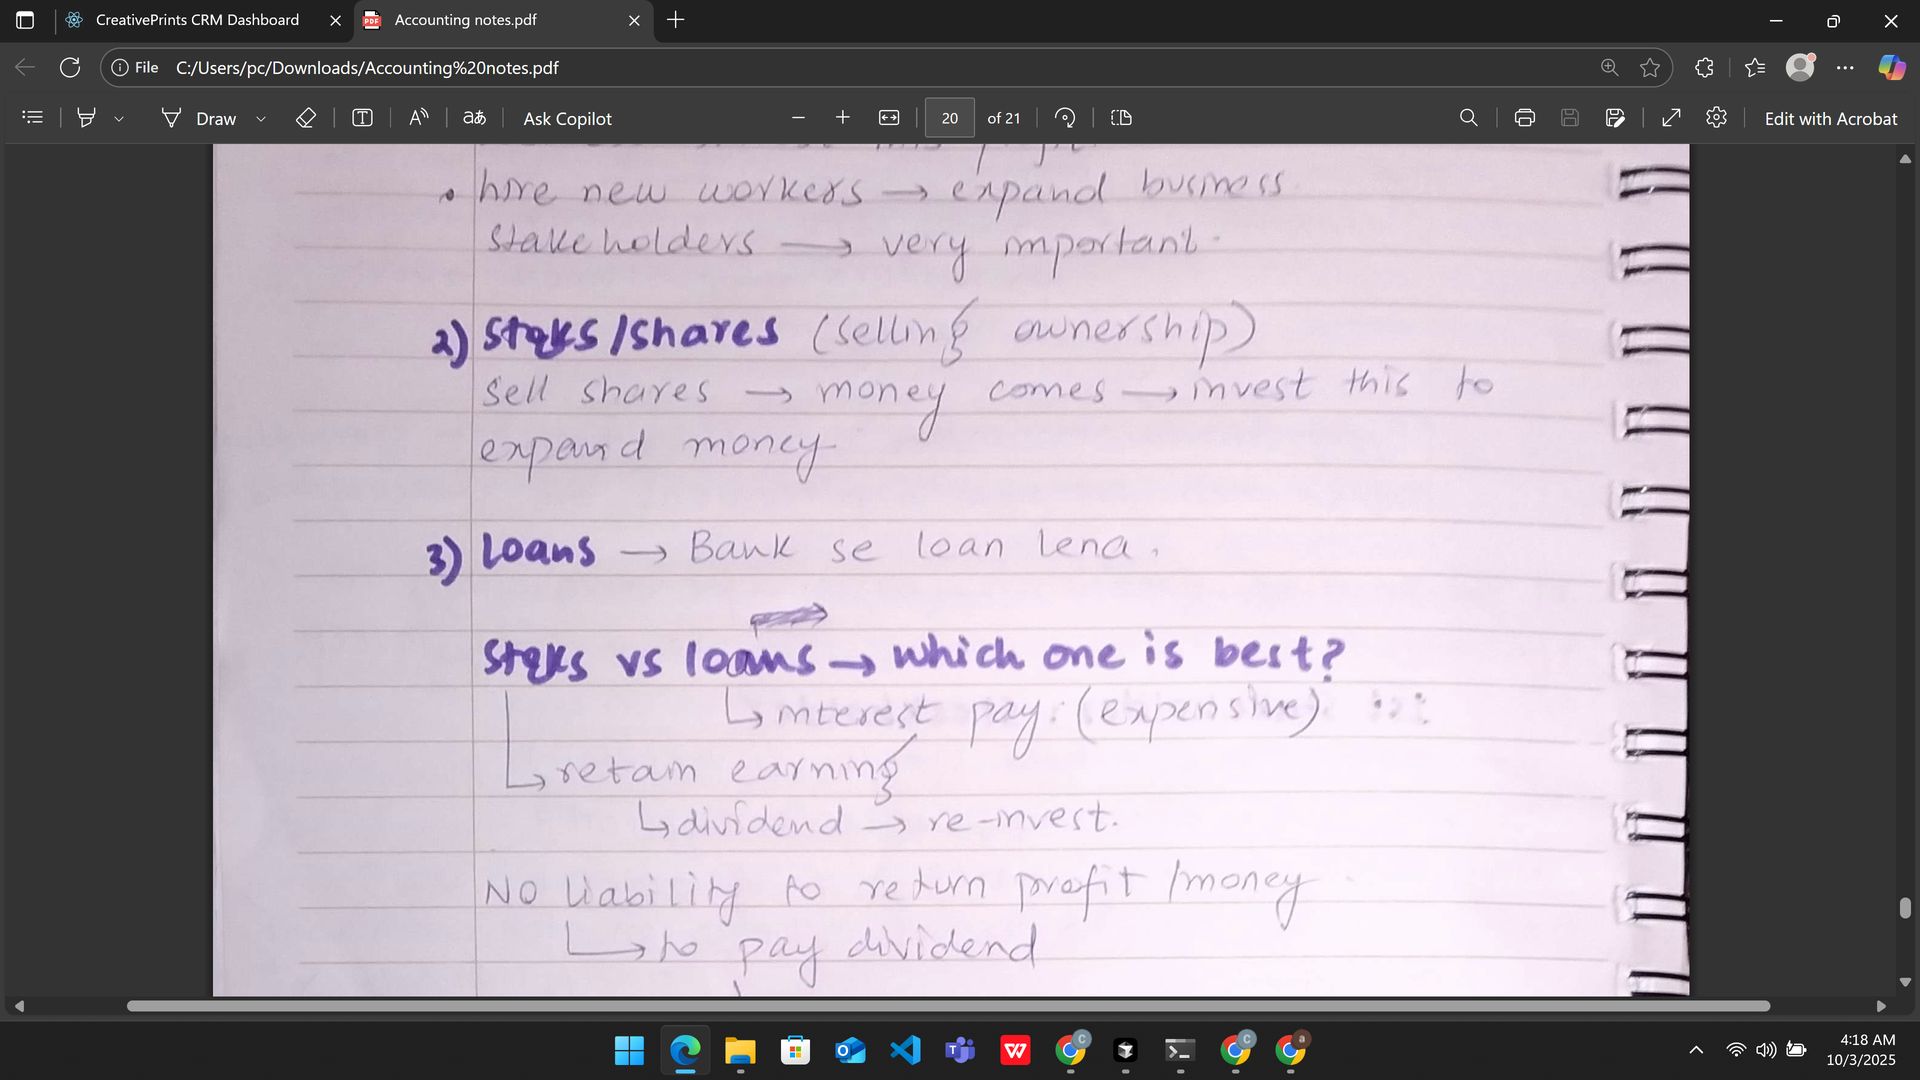 CreativePrints CRM Dashboard
Accounting notes.pdf
File
C:/Users/pc/Downloads/Accounting%20notes.pdf
Draw
Ask Copilot
20
of 21
Edit with Acrobat
• hire new workers → expand business
stakeholders → very important.
2) Stqks/shares (selling ownership)
sell shares → money comes → invest this to
expand money
3) Loans → Bank se loan lena.
Stqks vs loans → which one is best?
↳ interest pay. (expensive)
↳ retain earning
↳ dividend → re-invest.
NO liability to return profit /money
↳ to pay dividend
4:18 AM
10/3/2025